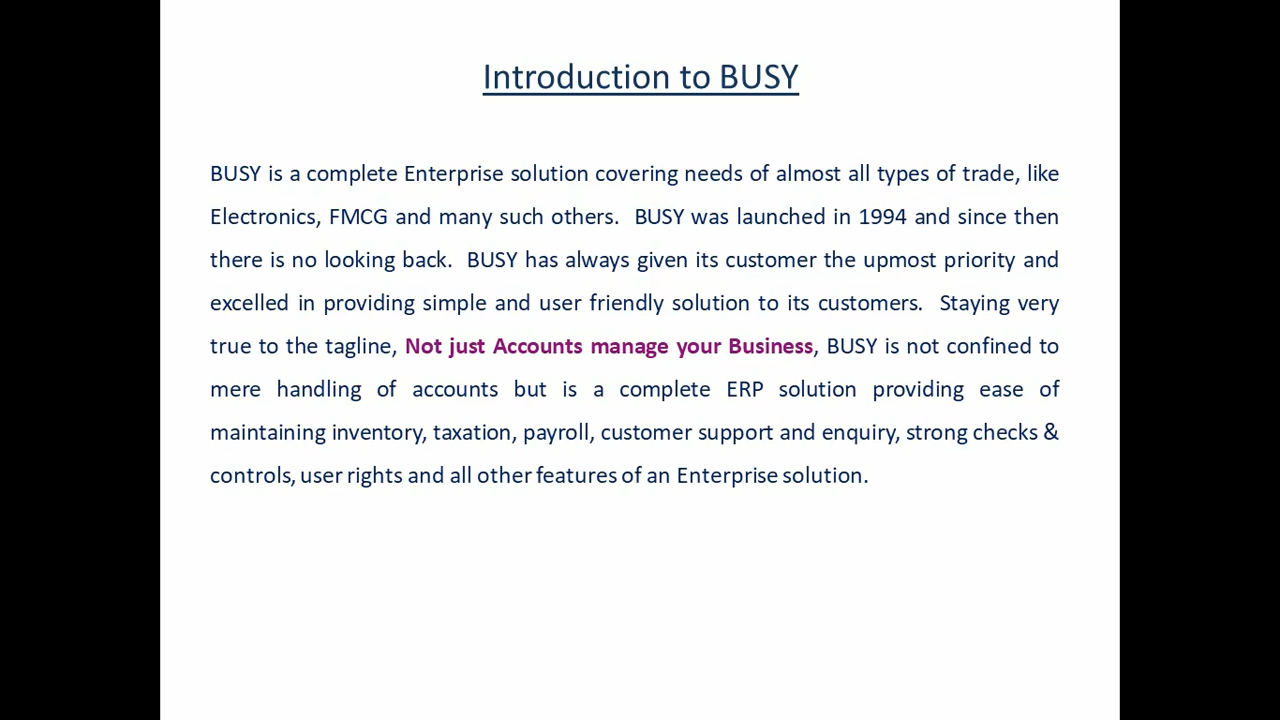 Introduction to BUSY
BUSY is a complete Enterprise solution covering needs of almost all types of trade, like
Electronics, FMCG and many such others. BUSY was launched in 1994 and since then
there is no looking back. BUSY has always given its customer the upmost priority and
excelled in providing simple and user friendly solution to its customers. Staying very
true to the tagline, Not just Accounts manage your Business, BUSY is not confined to
mere handling of accounts but is a complete ERP solution providing ease of
maintaining inventory, taxation, payroll, customer support and enquiry, strong checks &
controls, user rights and all other features of an Enterprise solution.